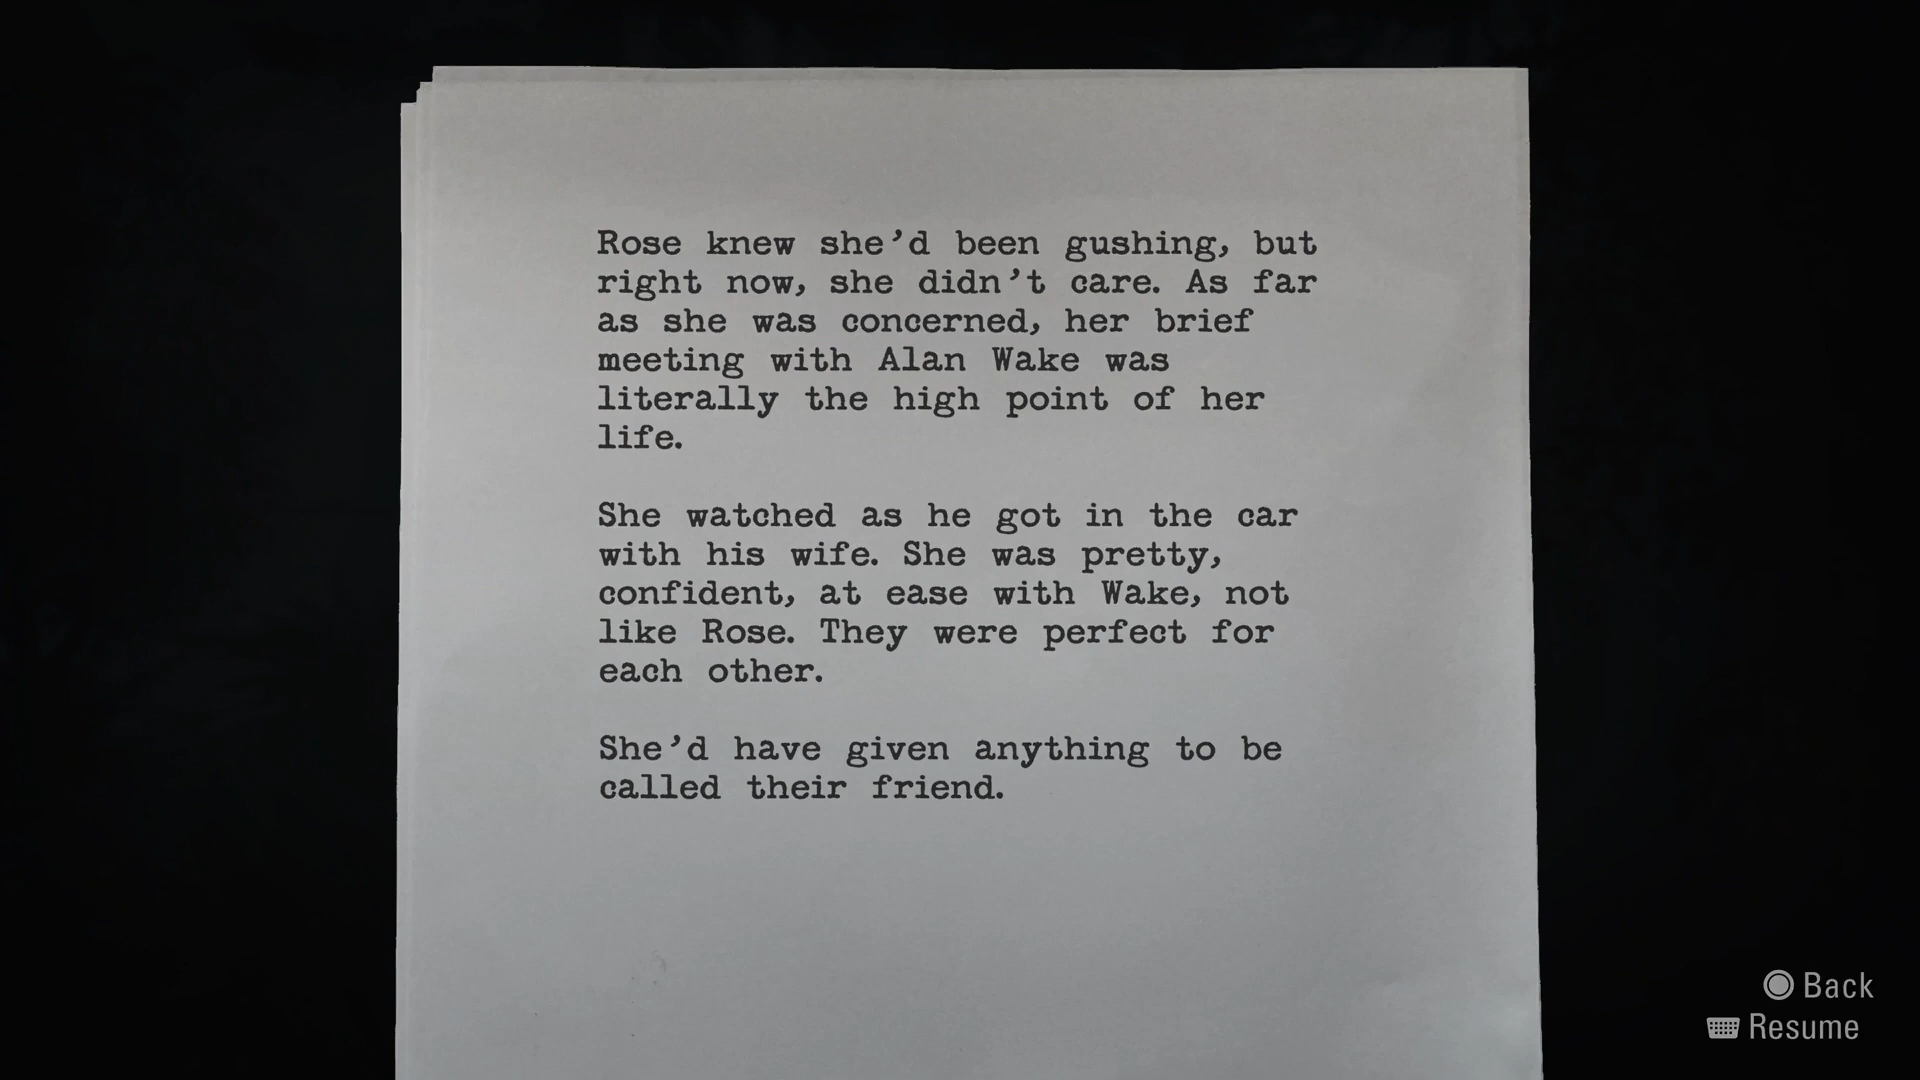 Rose knew she’d been gushing, but
right now, she didn’t care. As far
as she was concerned, her brief
meeting with Alan Wake was
literally the high point of her
life.
She watched as he got in the car
with his wife. She was pretty,
confident, at ease with Wake, not
like Rose. They were perfect for
each other.
She’d have given anything to be
called their friend.
Back
Resume